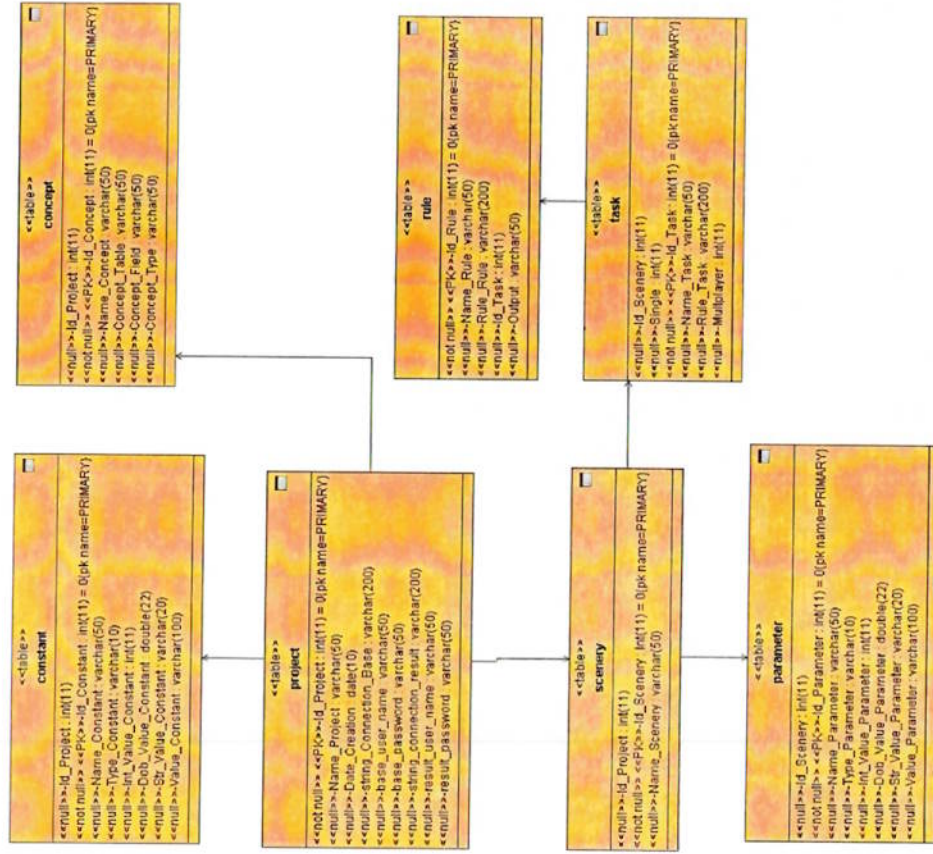 <<table>>
constant
<<null>>-Id_Project : int(11)
<<not null>> <<PK>>-Id_Constant : int(11) = 0{pk name=PRIMARY}
<<null>>-Name_Constant : varchar(50)
<<null>>-Type_Constant : varchar(10)
<<null>>-Int_Value_Constant : int(11)
<<null>>-Dob_Value_Constant : double(22)
<<null>>-Str_Value_Constant : varchar(20)
<<null>>-Value_Constant : varchar(100)
<<table>>
concept
<<null>>-Id_Project : int(11)
<<not null>> <<PK>>-Id_Concept : int(11) = 0{pk name=PRIMARY}
<<null>>-Name_Concept : varchar(50)
<<null>>-Concept_Table : varchar(50)
<<null>>-Concept_Field : varchar(50)
<<null>>-Concept_Type : varchar(50)
<<table>>
project
<<not null>> <<PK>>-Id_Project : int(11) = 0{pk name=PRIMARY}
<<null>>-Name_Project : varchar(50)
<<null>>-Date_Creation : date(10)
<<null>>-string_Connection_Base : varchar(200)
<<null>>-base_user_name : varchar(50)
<<null>>-base_password : varchar(50)
<<null>>-string_connection_result : varchar(200)
<<null>>-result_user_name : varchar(50)
<<null>>-result_password : varchar(50)
<<table>>
rule
<<not null>> <<PK>>-Id_Rule : int(11) = 0{pk name=PRIMARY}
<<null>>-Name_Rule : varchar(50)
<<null>>-Rule_Rule : varchar(200)
<<null>>-Id_Task : int(11)
<<null>>-Output : varchar(50)
<<table>>
scenery
<<null>>-Id_Project : int(11)
<<not null>> <<PK>>-Id_Scenery : int(11) = 0{pk name=PRIMARY}
<<null>>-Name_Scenery : varchar(50)
<<table>>
task
<<null>>-Id_Scenery : int(11)
<<null>>-Single : int(11)
<<not null>> <<PK>>-Id_Task : int(11) = 0{pk name=PRIMARY}
<<null>>-Name_Task : varchar(50)
<<null>>-Rule_Task : varchar(200)
<<null>>-Multplayer : int(11)
<<table>>
parameter
<<null>>-Id_Scenery : int(11)
<<not null>> <<PK>>-Id_Parameter : int(11) = 0{pk name=PRIMARY}
<<null>>-Name_Parameter : varchar(50)
<<null>>-Type_Parameter : varchar(10)
<<null>>-Int_Value_Parameter : int(11)
<<null>>-Dob_Value_Parameter : double(22)
<<null>>-Str_Value_Parameter : varchar(20)
<<null>>-Value_Parameter : varchar(100)